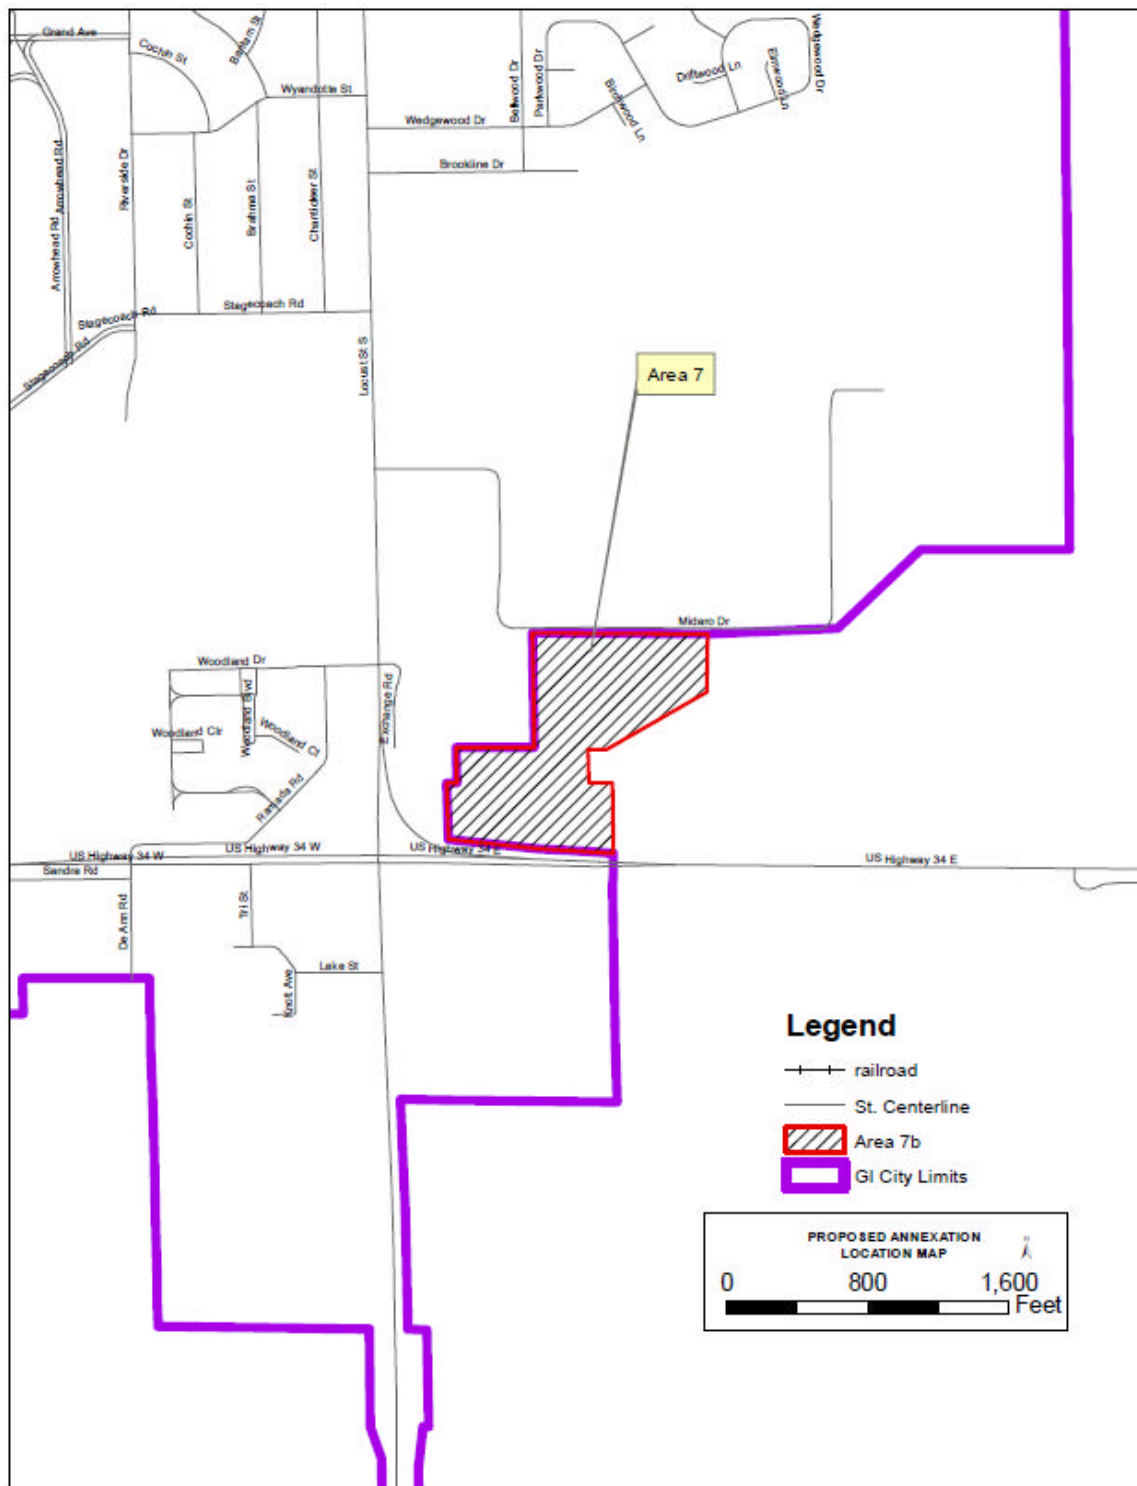 Grand Ave
Cochin St
Bantam St
Wyandotte St
Bellwood Dr
Parkwood Dr
Birchwood Ln
Driftwood Ln
Elmwood Ln
Wedgewood Dr
Wedgewood Dr
Brookline Dr
Arrowhead Rd
Arrowhead Rd
Riverside Dr
Cochin St
Brahma St
Chanticleer St
Stagecoach Rd
Stagecoach Rd
Stagecoach Rd
Locust St S
Area 7
Midaro Dr
Woodland Dr
Woodland Blvd
Woodland Clr
Woodland Ct
Exchange Rd
Ramada Rd
US Highway 34 W
US Highway 34 W
US Highway 34 E
US Highway 34 E
Sandra Rd
De Ann Rd
Tri St
Lake St
Knott Ave
Legend
railroad
St. Centerline
Area 7b
GI City Limits
PROPOSED ANNEXATION
LOCATION MAP
N
0 800 1,600
Feet